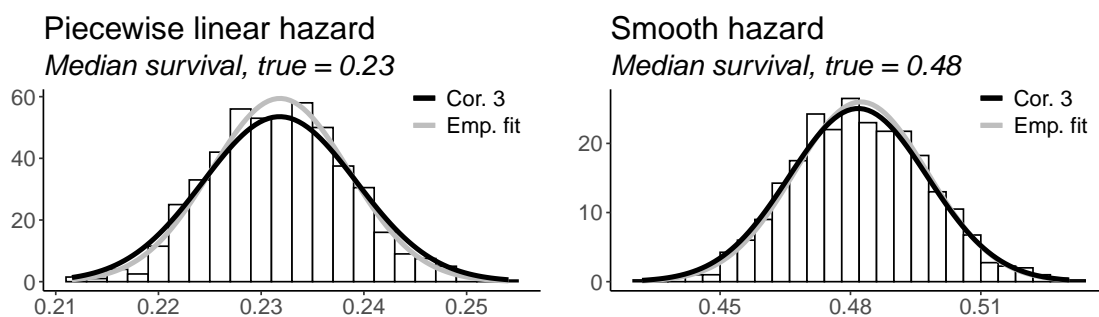 Piecewise linear hazard
Median survival, true = 0.23
60
40
20
0
Cor. 3
Emp. fit
0.21 0.22 0.23 0.24 0.25
Smooth hazard
Median survival, true = 0.48
20
10
0
Cor. 3
Emp. fit
0.45 0.48 0.51